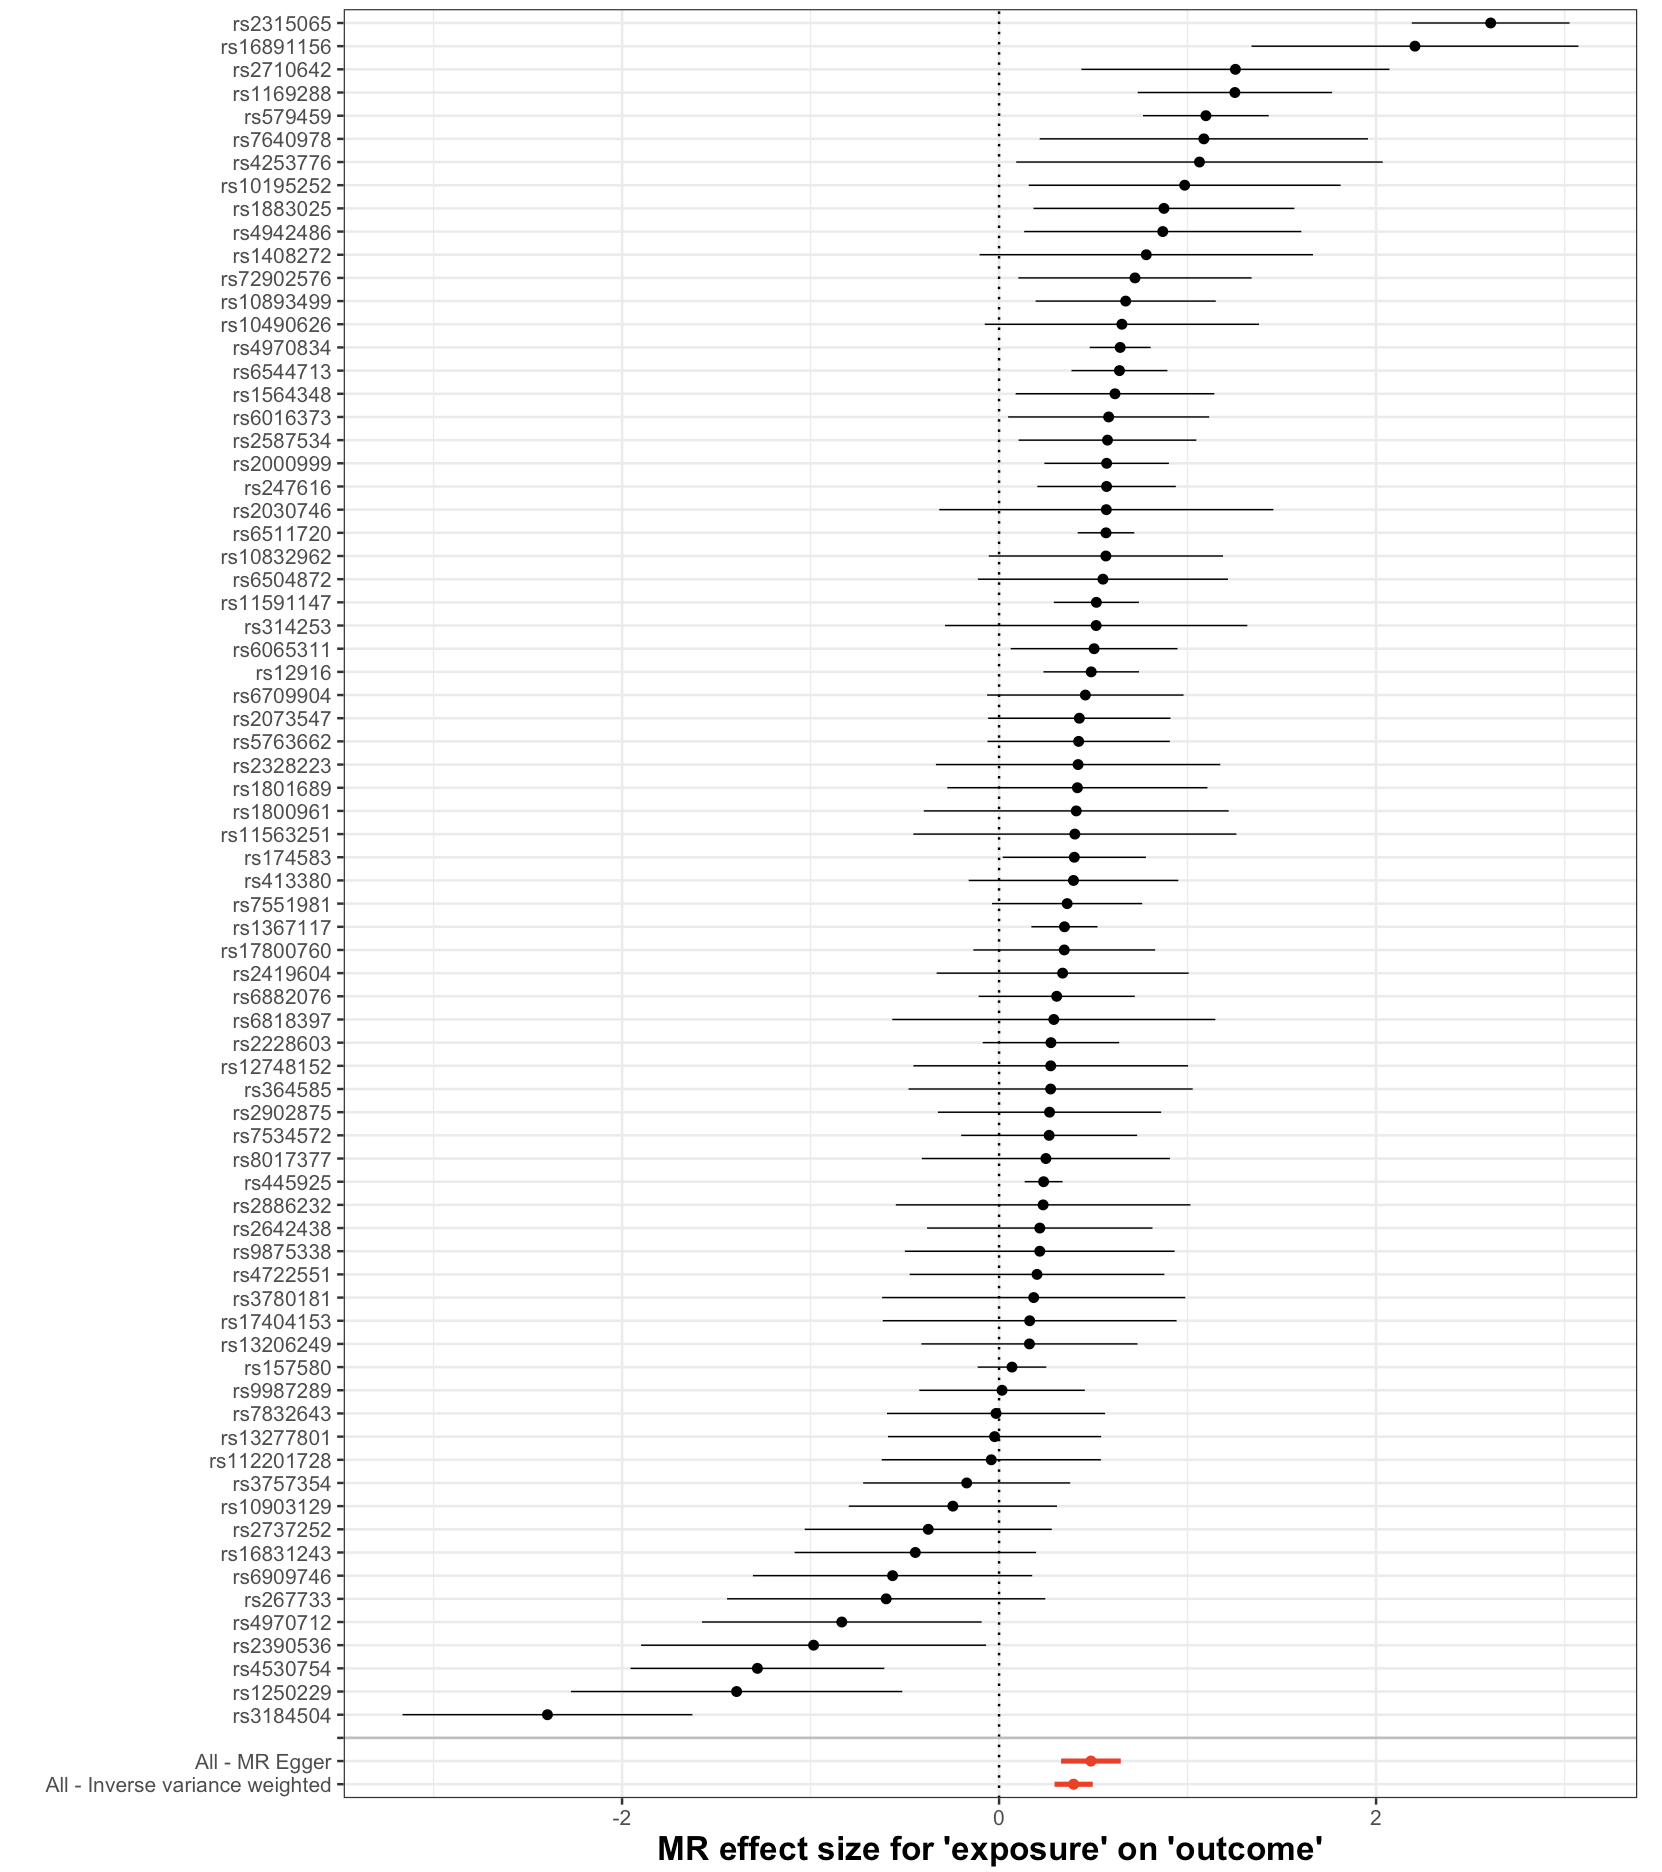 rs2315065
rs16891156
rs2710642
rs1169288
rs579459
rs7640978
rs4253776
rs10195252
rs1883025
rs4942486
rs1408272
rs72902576
rs10893499
rs10490626
rs4970834
rs6544713
rs1564348
rs6016373
rs2587534
rs2000999
rs247616
rs2030746
rs6511720
rs10832962
rs6504872
rs11591147
rs314253
rs6065311
rs12916
rs6709904
rs2073547
rs5763662
rs2328223
rs1801689
rs1800961
rs11563251
rs174583
rs413380
rs7551981
rs1367117
rs17800760
rs2419604
rs6882076
rs6818397
rs2228603
rs12748152
rs364585
rs2902875
rs7534572
rs8017377
rs445925
rs2886232
rs2642438
rs9875338
rs4722551
rs3780181
rs17404153
rs13206249
rs157580
rs9987289
rs7832643
rs13277801
rs112201728
rs3757354
rs10903129
rs2737252
rs16831243
rs6909746
rs267733
rs4970712
rs2390536
rs4530754
rs1250229
rs3184504
All - MR Egger
All - Inverse variance weighted
-2 0 2
MR effect size for 'exposure' on 'outcome'